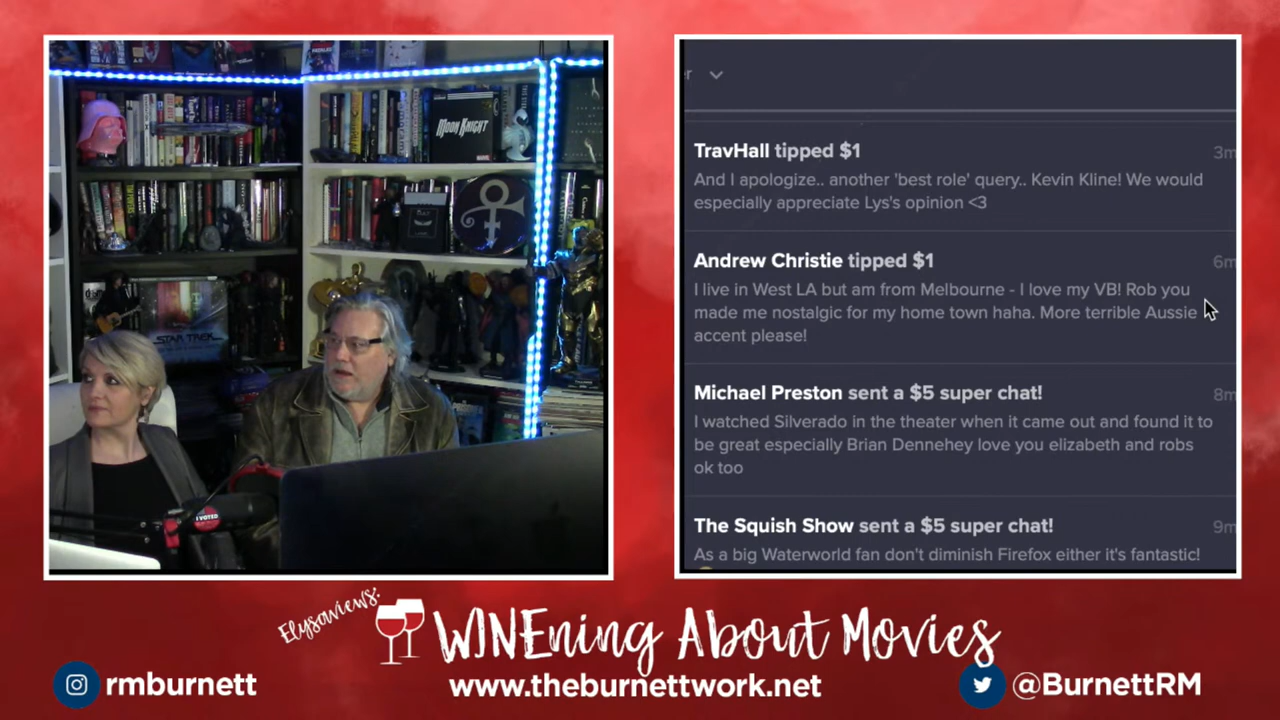 MOON KNIGHT
MARVEL
STAR TREK
I VOTED
r
TravHall tipped $1
3m
And I apologize.. another 'best role' query.. Kevin Kline! We would
especially appreciate Lys's opinion <3
Andrew Christie tipped $1
6m
I live in West LA but am from Melbourne - I love my VB! Rob you
made me nostalgic for my home town haha. More terrible Aussie
accent please!
Michael Preston sent a $5 super chat!
8m
I watched Silverado in the theater when it came out and found it to
be great especially Brian Dennehey love you elizabeth and robs
ok too
The Squish Show sent a $5 super chat!
9m
As a big Waterworld fan don't diminish Firefox either it's fantastic!
Elysoviews:
WINEning About Movies
rmburnett
www.theburnettwork.net
@BurnettRM